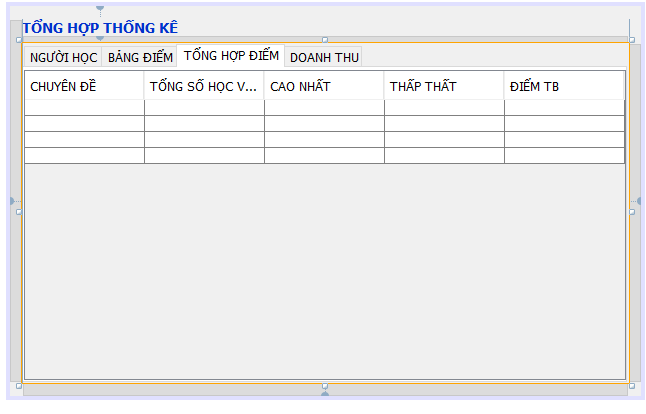 TỔNG HỢP THỐNG KÊ
NGƯỜI HỌC BẢNG ĐIỂM TỔNG HỢP ĐIỂM DOANH THU
CHUYÊN ĐỀ TỔNG SỐ HỌC V... CAO NHẤT THẤP THẤT ĐIỂM TB